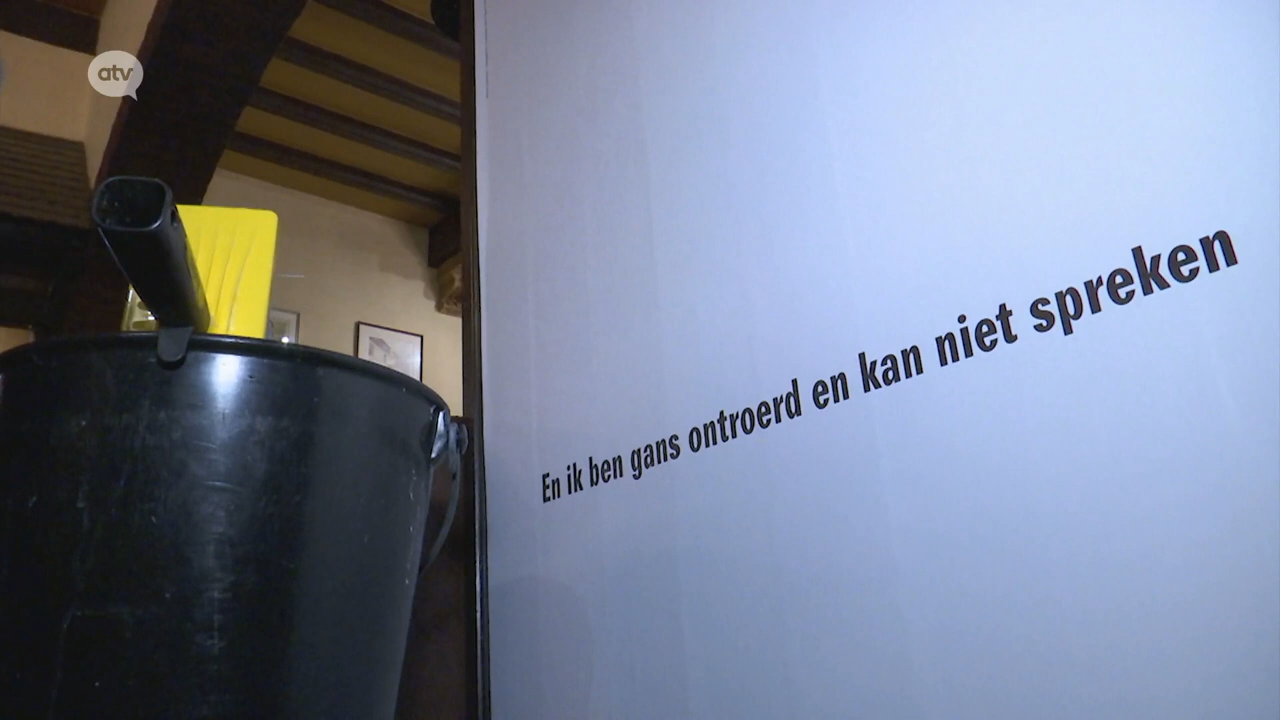 atv
En ik ben gans ontroerd en kan niet spreken